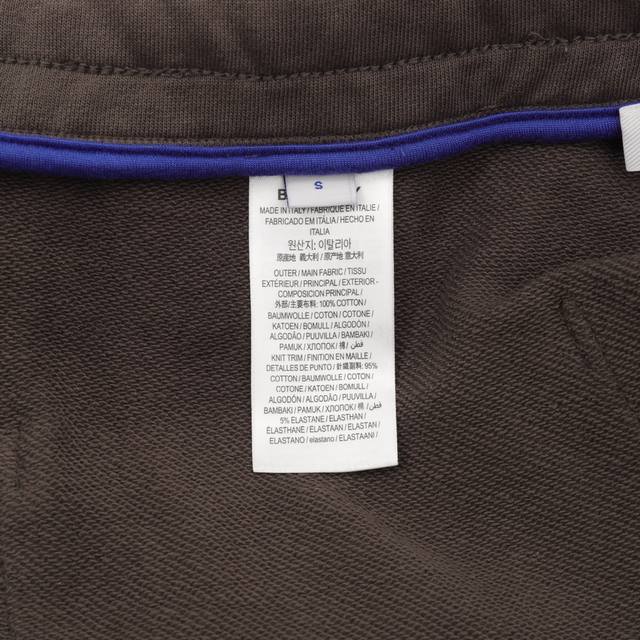 S
MADE IN ITALY / FABRIQUÉ EN ITALIE /
FABRICADO EM ITÁLIA / HECHO EN
ITALIA
원산지: 이탈리아
原産地 義大利 / 原产地 意大利
OUTER / MAIN FABRIC / TISSU
EXTÉRIEUR / PRINCIPAL / EXTERIOR -
COMPOSICIÓN PRINCIPAL /
外部/主要布料: 100% COTTON /
BAUMWOLLE / COTON / COTONE /
KATOEN / BOMULL / ALGODÓN /
ALGODÃO / PUUVILLA / BAMBAKI /
PAMUK / ХЛОПОК / 棉/ قطن /
KNIT TRIM / FINITION EN MAILLE /
DETALLES DE PUNTO / 針織副料: 95%
COTTON / BAUMWOLLE / COTON /
COTONE / KATOEN / BOMULL /
ALGODÓN / ALGODÃO / PUUVILLA /
BAMBAKI / PAMUK / ХЛОПОК / 棉 / قطن /
5% ELASTANE / ELASTHAN /
ÉLASTHANE / ELASTAAN / ELASTAN /
ELASTANO / elastano / ELASTAANI /